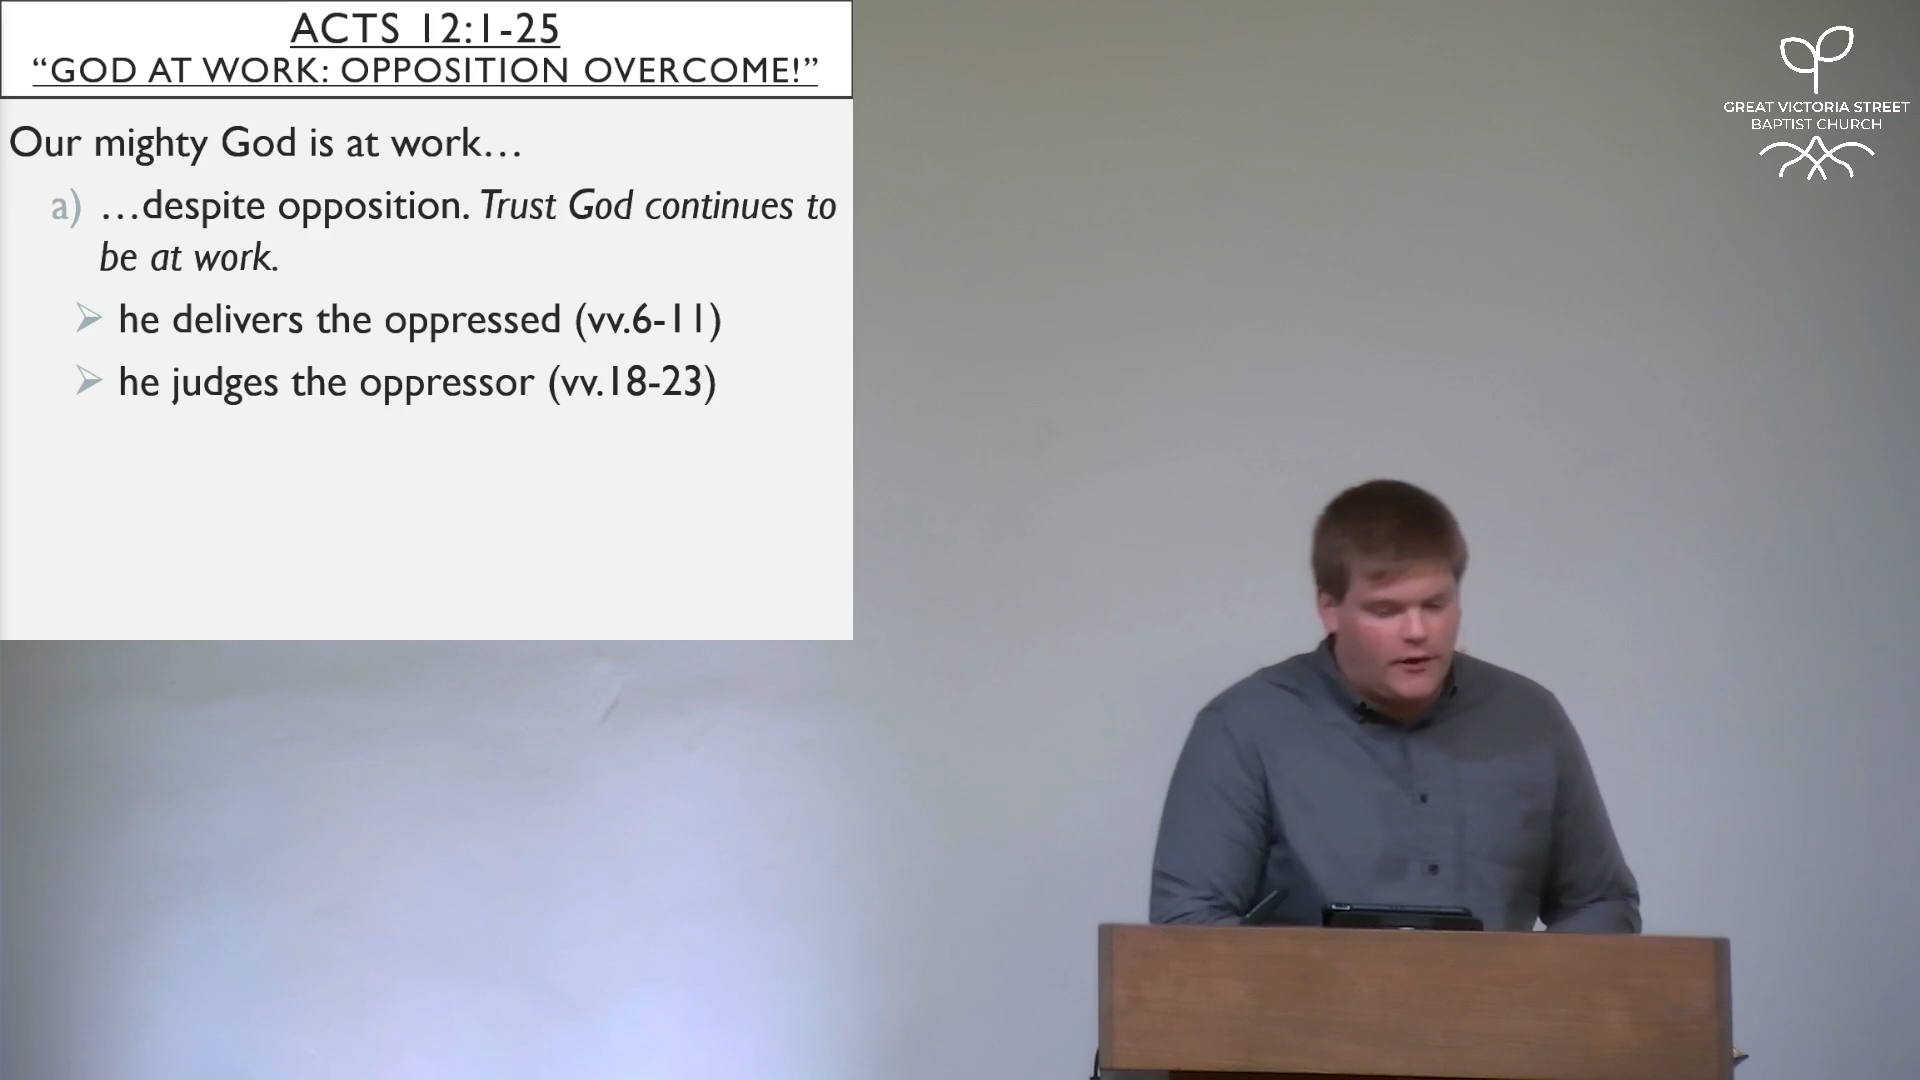 ACTS 12:1-25
“GOD AT WORK: OPPOSITION OVERCOME!”
Our mighty God is at work…
a) …despite opposition. Trust God continues to
be at work.
➢ he delivers the oppressed (vv.6-11)
➢ he judges the oppressor (vv.18-23)
GREAT VICTORIA STREET
BAPTIST CHURCH